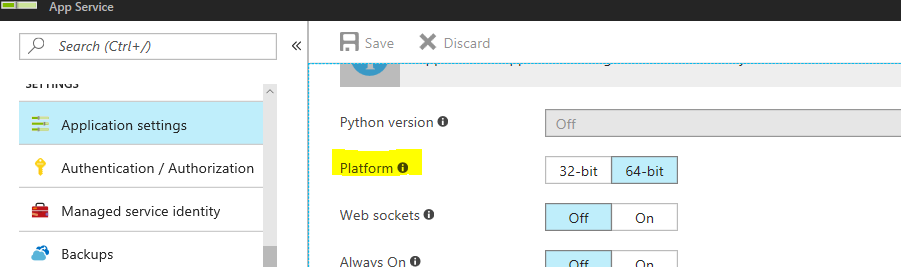 App Service
Search (Ctrl+/)
«
Save
Discard
SETTINGS
Application settings
Authentication / Authorization
Managed service identity
Backups
Python version
Off
Platform
32-bit
64-bit
Web sockets
Off
On
Always On
Off
On